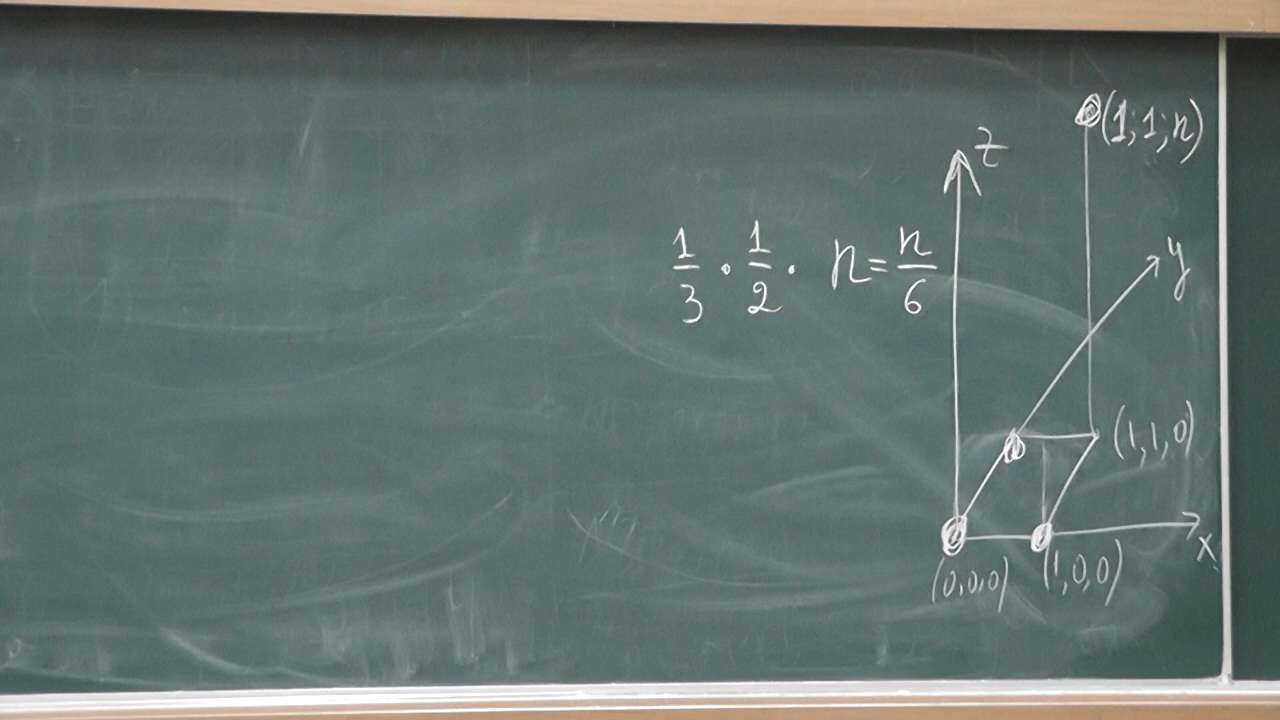 (1;1;n)
z
y
1/3 · 1/2 · n = n/6
(1,1,0)
x
(0,0,0) (1,0,0)